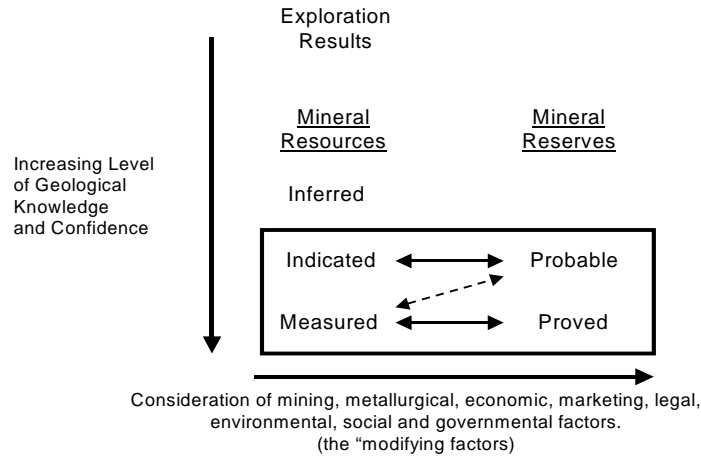 Exploration
Results
Mineral
Resources
Mineral
Reserves
Increasing Level
of Geological
Knowledge
and Confidence
Inferred
Indicated
Probable
Measured
Proved
Consideration of mining, metallurgical, economic, marketing, legal,
environmental, social and governmental factors.
(the “modifying factors)